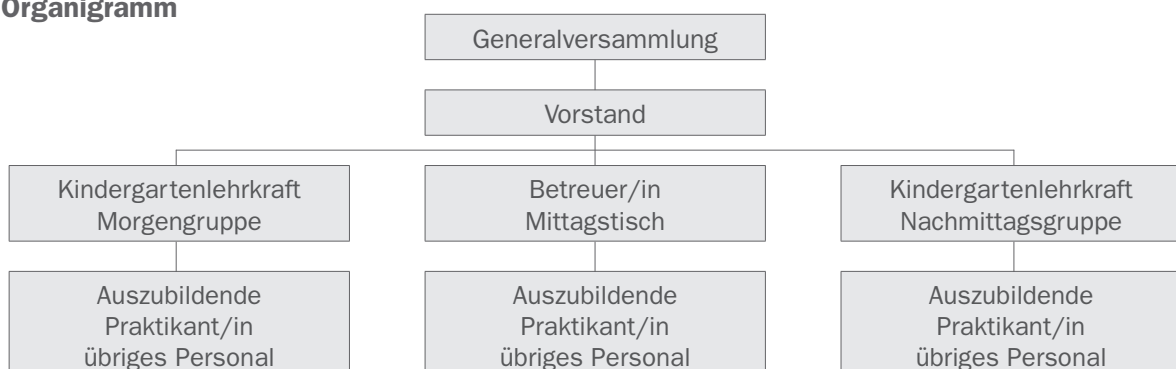 Organigramm
Generalversammlung
Vorstand
Kindergartenlehrkraft
Morgengruppe
Betreuer/in
Mittagstisch
Kindergartenlehrkraft
Nachmittagsgruppe
Auszubildende
Praktikant/in
übriges Personal
Auszubildende
Praktikant/in
übriges Personal
Auszubildende
Praktikant/in
übriges Personal